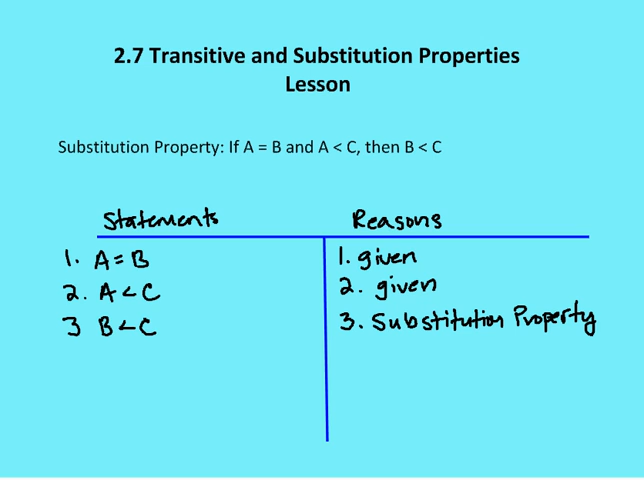 2.7 Transitive and Substitution Properties
Lesson
Substitution Property: If A = B and A < C, then B < C
Statements Reasons
1. A = B 1. given
2. A < C 2. given
3 B < C 3. Substitution Property